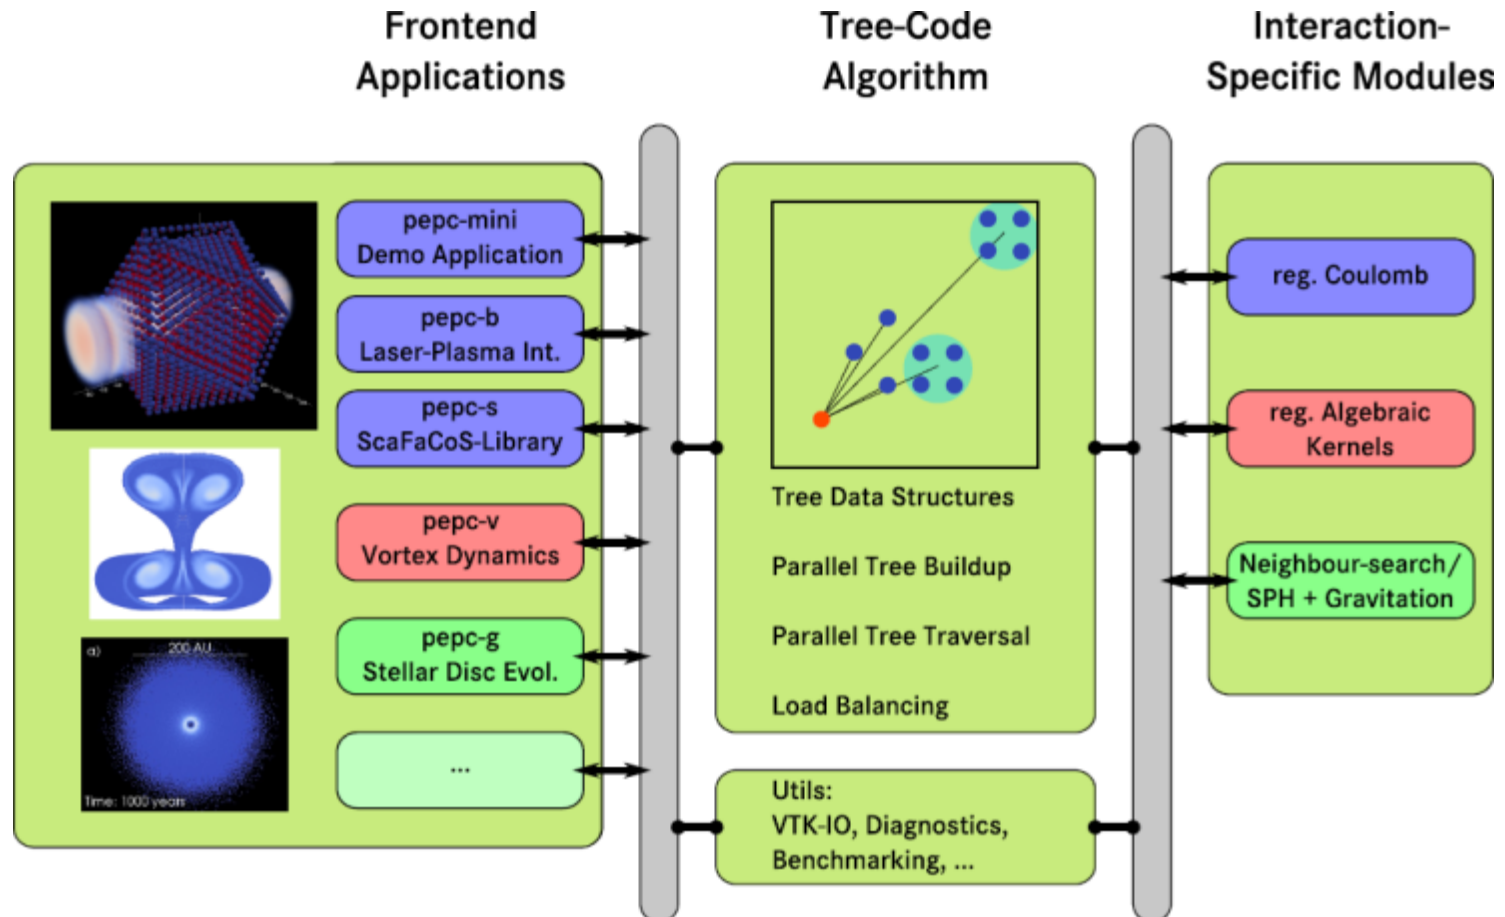 Frontend
Applications
Tree-Code
Algorithm
Interaction-
Specific Modules
pepc-mini
Demo Application
pepc-b
Laser-Plasma Int.
pepc-s
ScaFaCoS-Library
pepc-v
Vortex Dynamics
a)
200 AU
Time: 1000 years
pepc-g
Stellar Disc Evol.
...
Tree Data Structures
Parallel Tree Buildup
Parallel Tree Traversal
Load Balancing
Utils:
VTK-IO, Diagnostics,
Benchmarking, ...
reg. Coulomb
reg. Algebraic
Kernels
Neighbour-search/
SPH + Gravitation